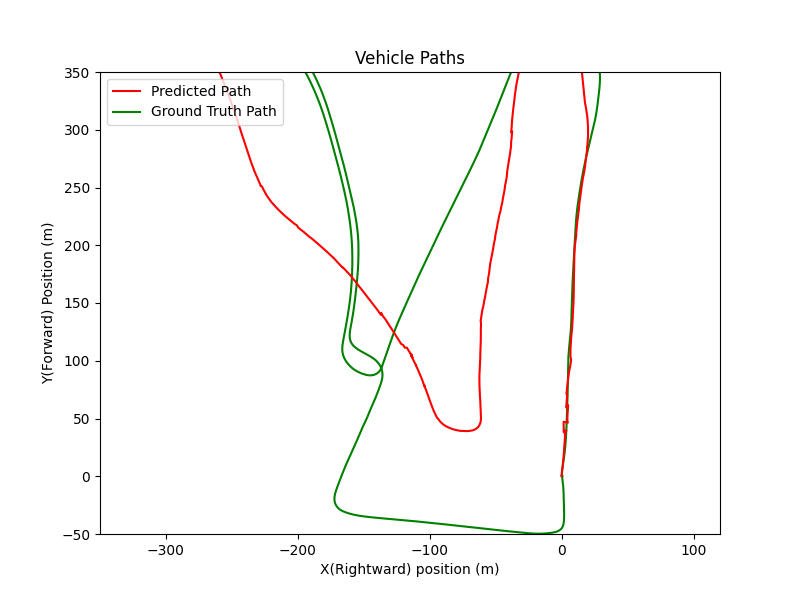 Vehicle Paths
Predicted Path
Ground Truth Path
Y(Forward) Position (m)
350
300
250
200
150
100
50
0
−50
−300
−200
−100
0
100
X(Rightward) position (m)